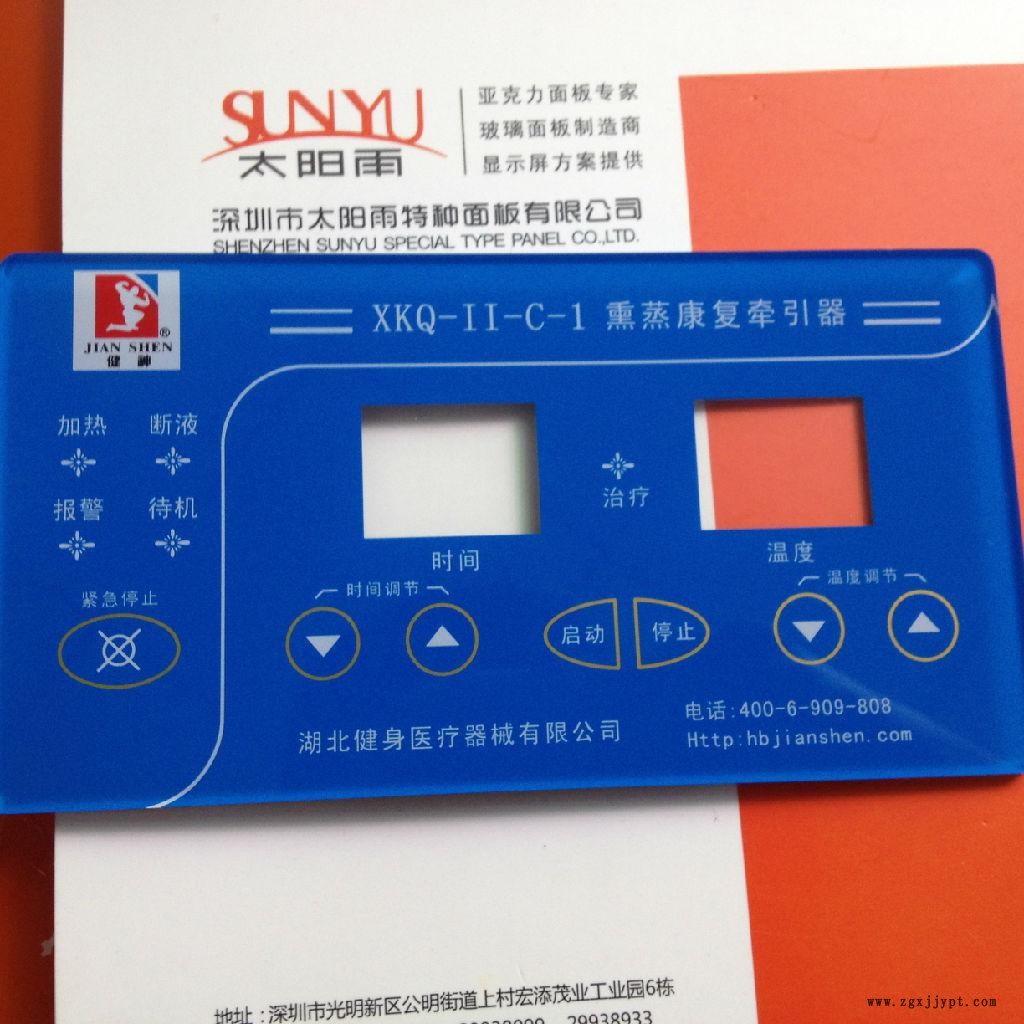 SUNYU
太阳雨
亚克力面板专家
玻璃面板制造商
显示屏方案提供
深圳市太阳雨特种面板有限公司
SHENZHEN SUNYU SPECIAL TYPE PANEL CO.,LTD.
®
JIAN SHEN
健神
XKQ-II-C-1 熏蒸康复牵引器
加热 断液
报警 待机
紧急停止
治疗
时间
温度
时间调节
温度调节
启动
停止
湖北健身医疗器械有限公司
电话:400-6-909-808
Http:hbjianshen.com
地址:深圳市光明新区公明街道上村宏添茂业工业园6栋
29938933
www.zgxjjypt.com